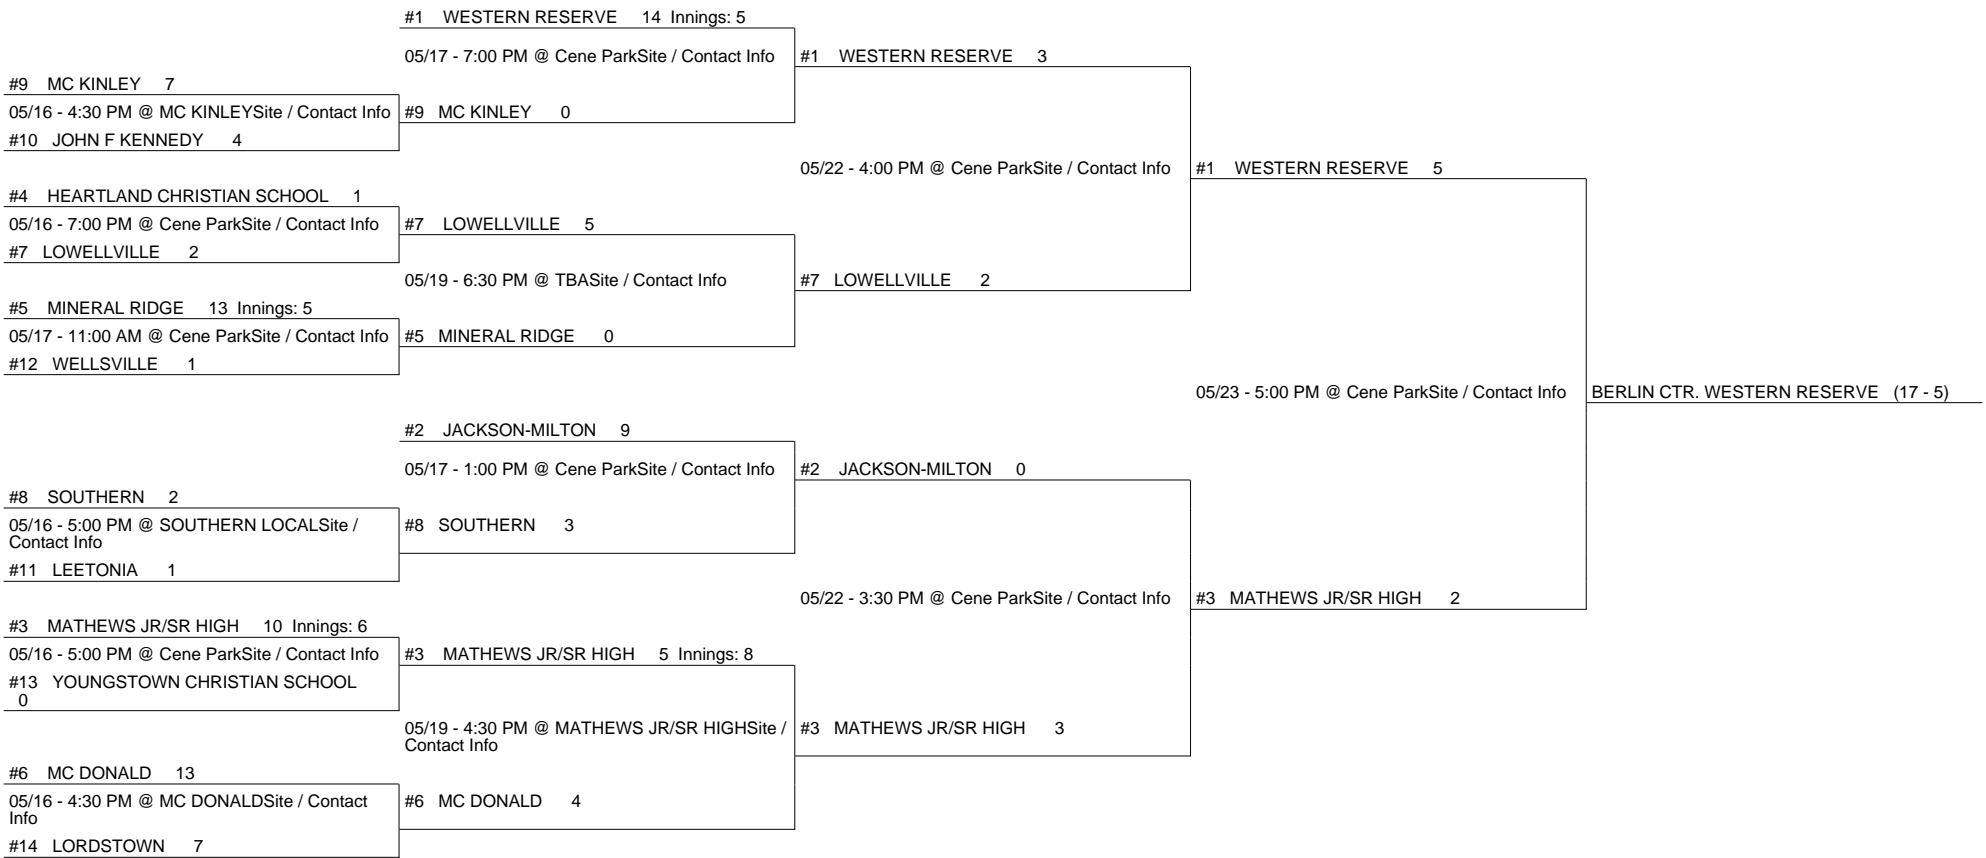 #1 WESTERN RESERVE 14 Innings: 5
05/17 - 7:00 PM @ Cene ParkSite / Contact Info
#1 WESTERN RESERVE 3
#9 MC KINLEY 7
05/16 - 4:30 PM @ MC KINLEYSite / Contact Info
#9 MC KINLEY 0
#10 JOHN F KENNEDY 4
05/22 - 4:00 PM @ Cene ParkSite / Contact Info
#1 WESTERN RESERVE 5
#4 HEARTLAND CHRISTIAN SCHOOL 1
05/16 - 7:00 PM @ Cene ParkSite / Contact Info
#7 LOWELLVILLE 5
#7 LOWELLVILLE 2
05/19 - 6:30 PM @ TBASite / Contact Info
#7 LOWELLVILLE 2
#5 MINERAL RIDGE 13 Innings: 5
05/17 - 11:00 AM @ Cene ParkSite / Contact Info
#5 MINERAL RIDGE 0
#12 WELLSVILLE 1
05/23 - 5:00 PM @ Cene ParkSite / Contact Info
BERLIN CTR. WESTERN RESERVE (17 - 5)
#2 JACKSON-MILTON 9
05/17 - 1:00 PM @ Cene ParkSite / Contact Info
#2 JACKSON-MILTON 0
#8 SOUTHERN 2
05/16 - 5:00 PM @ SOUTHERN LOCALSite /
Contact Info
#8 SOUTHERN 3
#11 LEETONIA 1
05/22 - 3:30 PM @ Cene ParkSite / Contact Info
#3 MATHEWS JR/SR HIGH 2
#3 MATHEWS JR/SR HIGH 10 Innings: 6
05/16 - 5:00 PM @ Cene ParkSite / Contact Info
#3 MATHEWS JR/SR HIGH 5 Innings: 8
#13 YOUNGSTOWN CHRISTIAN SCHOOL
0
05/19 - 4:30 PM @ MATHEWS JR/SR HIGHSite /
Contact Info
#3 MATHEWS JR/SR HIGH 3
#6 MC DONALD 13
05/16 - 4:30 PM @ MC DONALDSite / Contact
Info
#6 MC DONALD 4
#14 LORDSTOWN 7